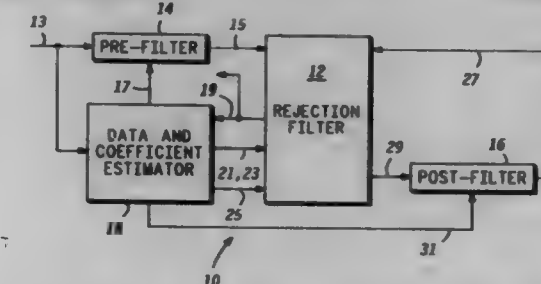 13
14
PRE-FILTER
15
12
REJECTION
FILTER
27
17
19
DATA AND
COEFFICIENT
ESTIMATOR
21,23
25
29
16
POST-FILTER
31
10